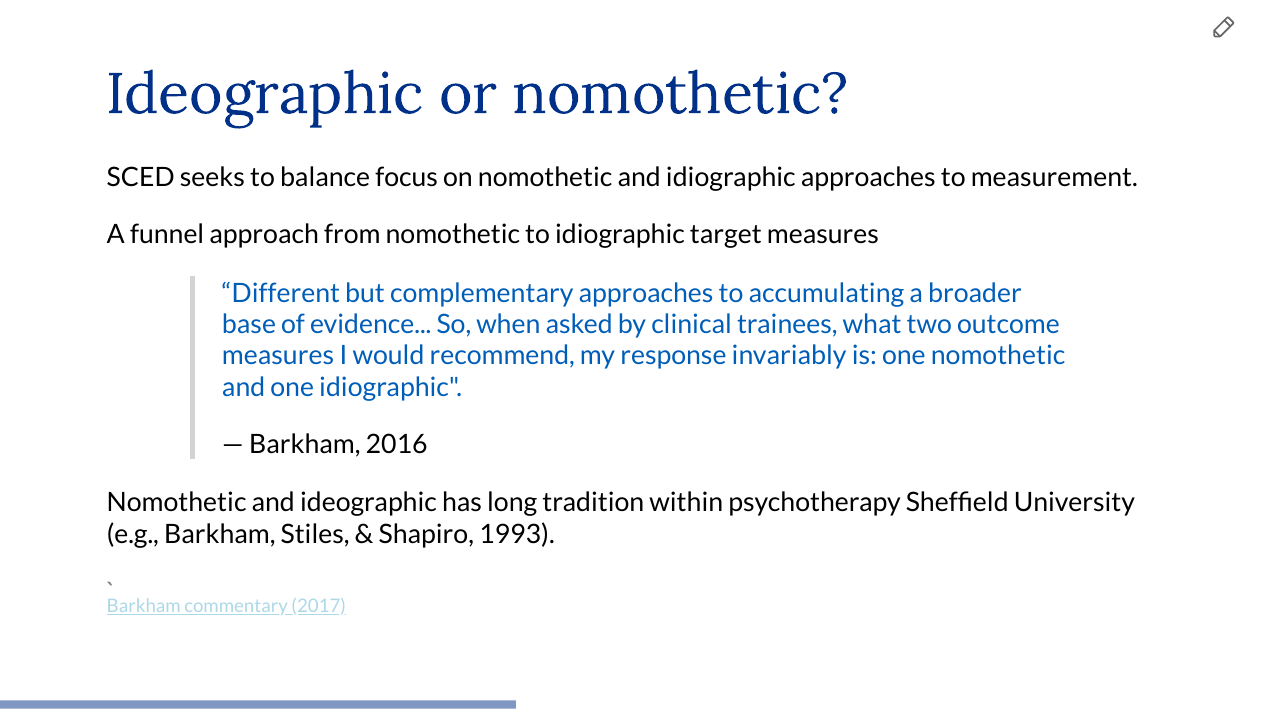 Ideographic or nomothetic?
SCED seeks to balance focus on nomothetic and idiographic approaches to measurement.
A funnel approach from nomothetic to idiographic target measures
“Different but complementary approaches to accumulating a broader
base of evidence... So, when asked by clinical trainees, what two outcome
measures I would recommend, my response invariably is: one nomothetic
and one idiographic".
— Barkham, 2016
Nomothetic and ideographic has long tradition within psychotherapy Sheffield University
(e.g., Barkham, Stiles, & Shapiro, 1993).
`
Barkham commentary (2017)